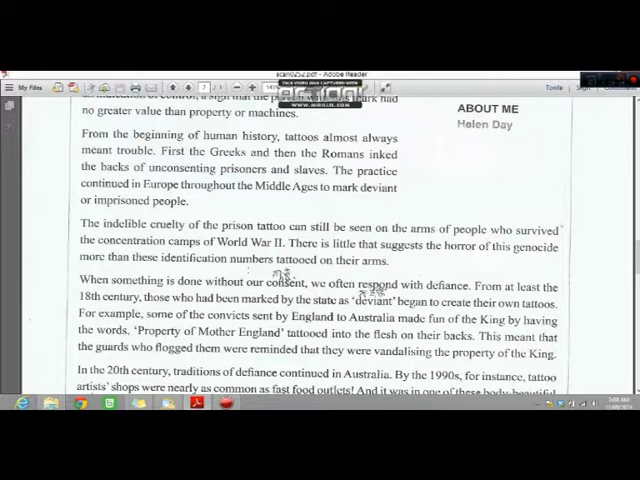 scan0252.pdf - Adobe Reader
THIS VIDEO WAS CAPTURED WITH
ACTION
My Files
2
Tools
Sign
Comment
had
no greater value than property or machines.
ABOUT ME
Helen Day
From the beginning of human history, tattoos almost always
meant trouble. First the Greeks and then the Romans inked
the backs of unconsenting prisoners and slaves. The practice
continued in Europe throughout the Middle Ages to mark deviant
or imprisoned people.
The indelible cruelty of the prison tattoo can still be seen on the arms of people who survived
the concentration camps of World War II. There is little that suggests the horror of this genocide
more than these identification numbers tattooed on their arms.
When something is done without our consent, we often respond with defiance. From at least the
18th century, those who had been marked by the state as 'deviant' began to create their own tattoos.
For example, some of the convicts sent by England to Australia made fun of the King by having
the words, 'Property of Mother England' tattooed into the flesh on their backs. This meant that
the guards who flogged them were reminded that they were vandalising the property of the King.
In the 20th century, traditions of defiance continued in Australia. By the 1990s, for instance, tattoo
artists' shops were nearly as common as fast food outlets! And it was in one of these body-beautiful